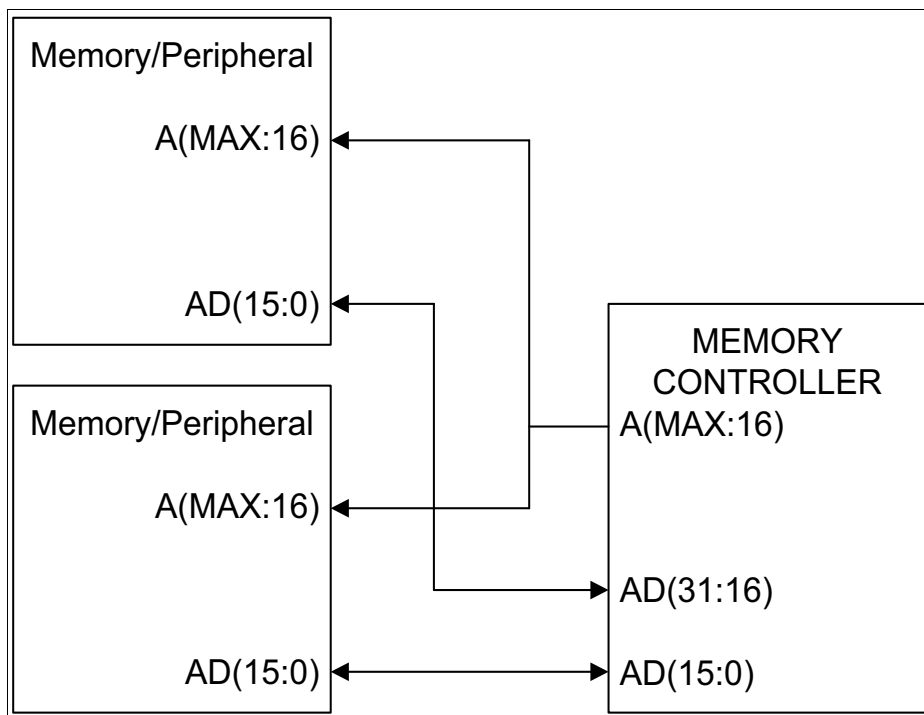 Memory/Peripheral
A(MAX:16)
AD(15:0)
Memory/Peripheral
A(MAX:16)
AD(15:0)
MEMORY
CONTROLLER
A(MAX:16)
AD(31:16)
AD(15:0)